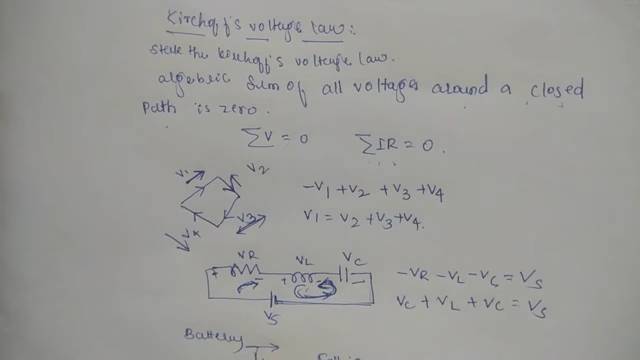 Kirchoff's voltage law:
state the kirchoff's voltage law.
algebric sum of all voltages around a closed
path is zero.
∑V = 0 ∑IR = 0.
V1 V2
-V1 + V2 + V3 + V4
V3
V1 = V2 + V3 + V4.
V4
VR VL VC
+ - + -
-VR - VL - VC = VS
VS
VC + VL + VC = VS
Battery